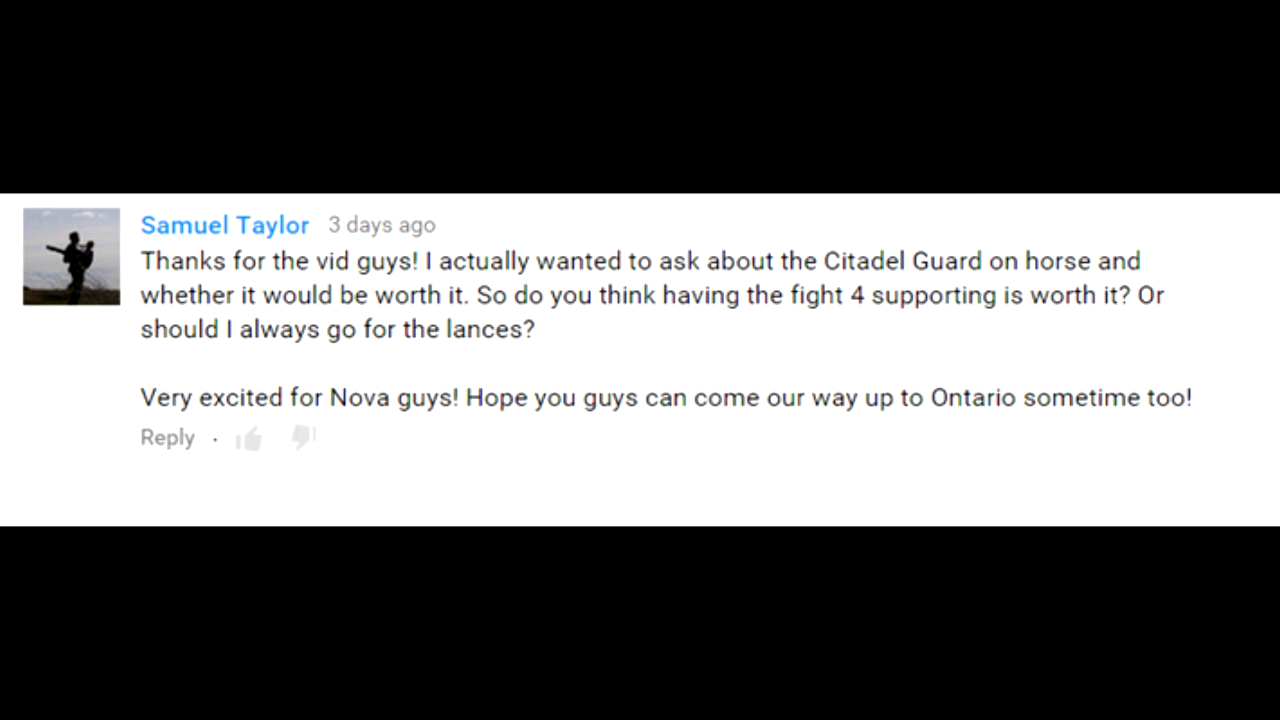 Samuel Taylor 3 days ago
Thanks for the vid guys! I actually wanted to ask about the Citadel Guard on horse and
whether it would be worth it. So do you think having the fight 4 supporting is worth it? Or
should I always go for the lances?
Very excited for Nova guys! Hope you guys can come our way up to Ontario sometime too!
Reply ·